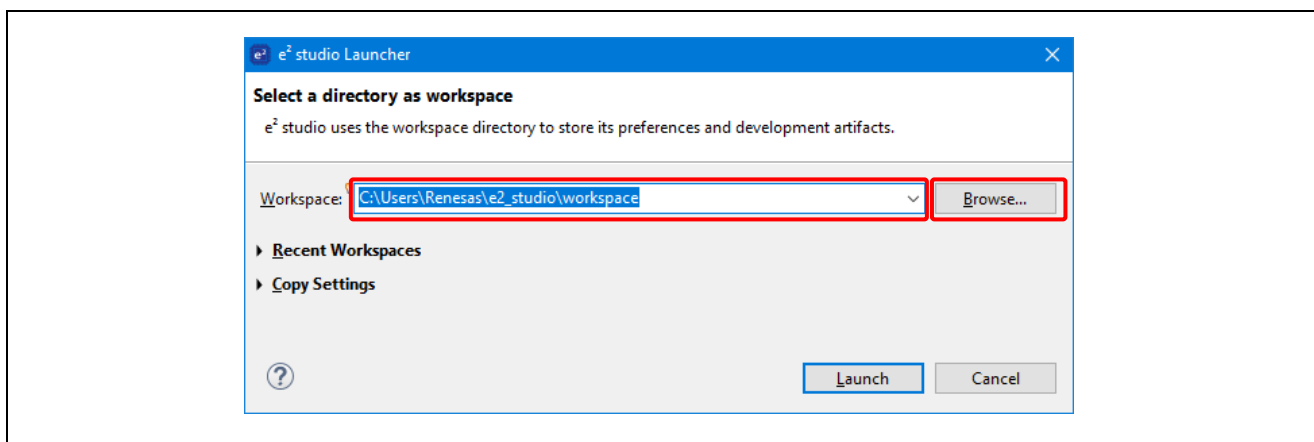 e² e² studio Launcher
Select a directory as workspace
e² studio uses the workspace directory to store its preferences and development artifacts.
Workspace: C:\Users\Renesas\e2_studio\workspace Browse...
Recent Workspaces
Copy Settings
? Launch Cancel